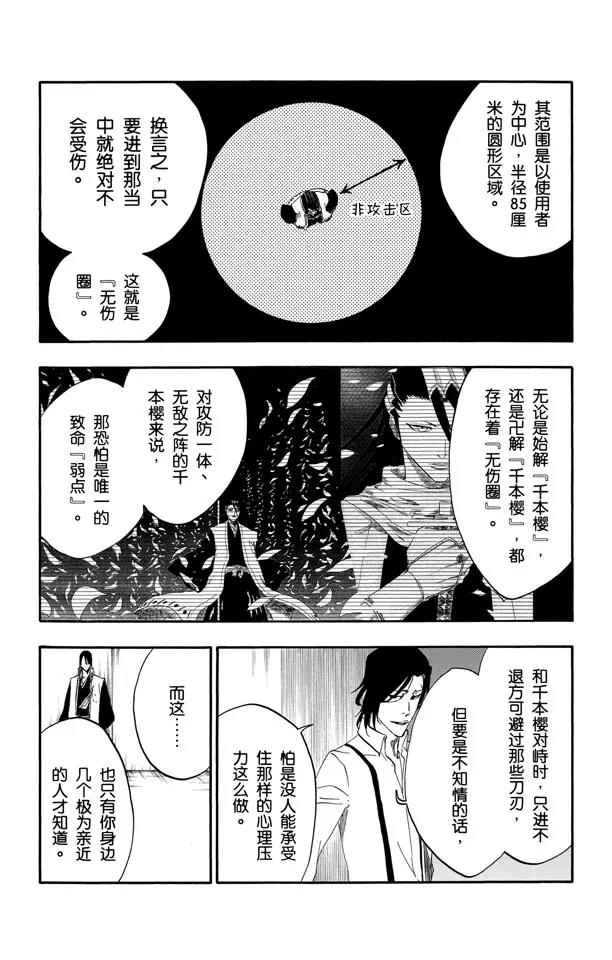 其范围是以使用者
为中心，半径85厘
米的圆形区域。
非攻击区
换言之，只
要进到那当
中就绝对不
会受伤。
这就是
『无伤
圈』。
无论是始解『千本樱』，
还是卍解『千本樱』，都
存在着『无伤圈』。
对攻防一体、
无敌之阵的千
本樱来说，
那恐怕是唯一的
致命『弱点』。
和千本樱对峙时，只进不
退方可避过那些刀刃，
但要是不知情的话，
怕是没人能承受
住那样的心理压
力这么做。
而这……
也只有你身边
几个极为亲近
的人才知道。